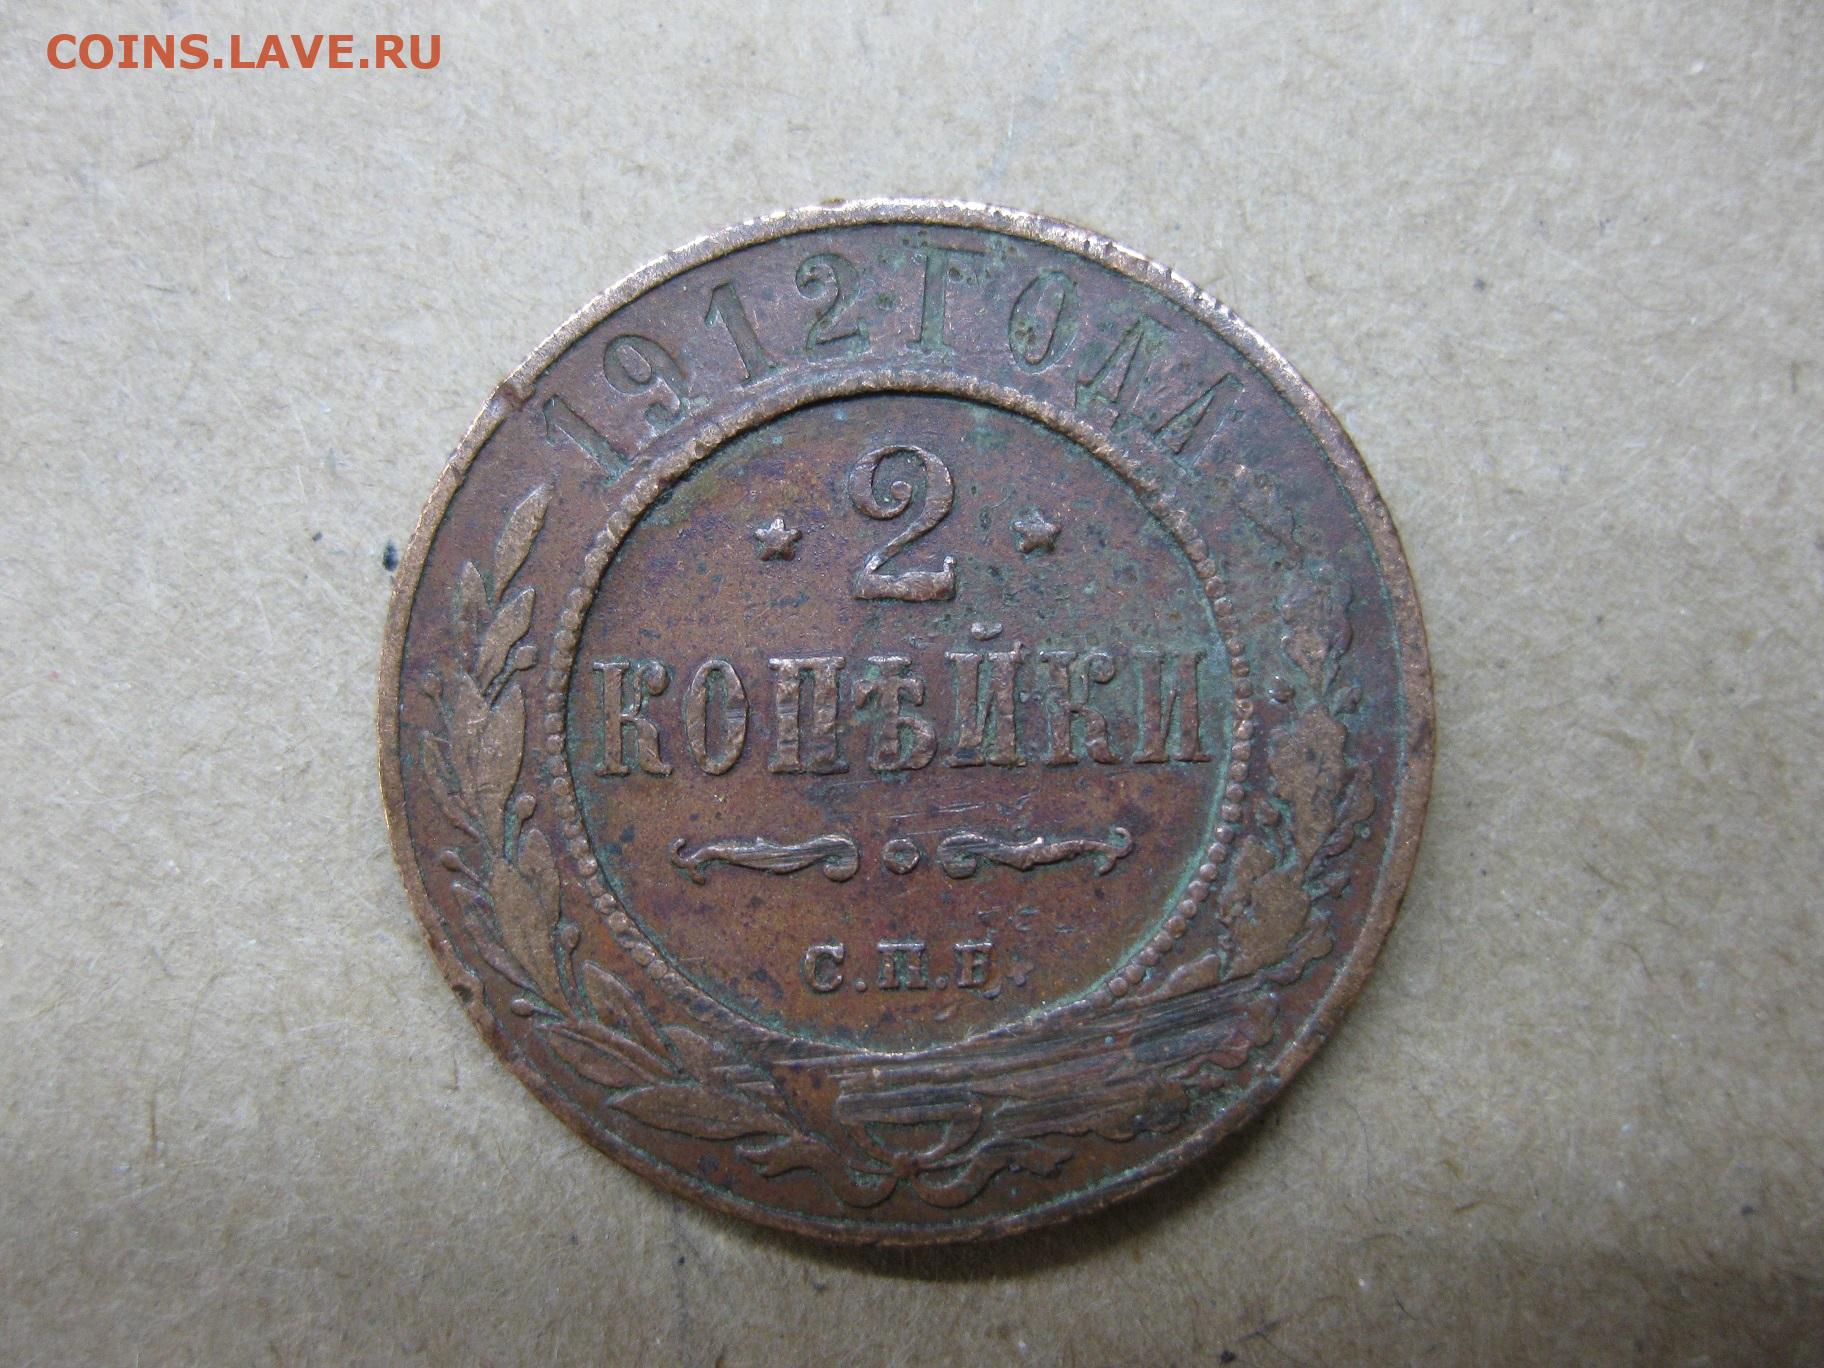 COINS.LAVE.RU
1912 ГОДА
2
КОПѢЙКИ
С.П.Б.